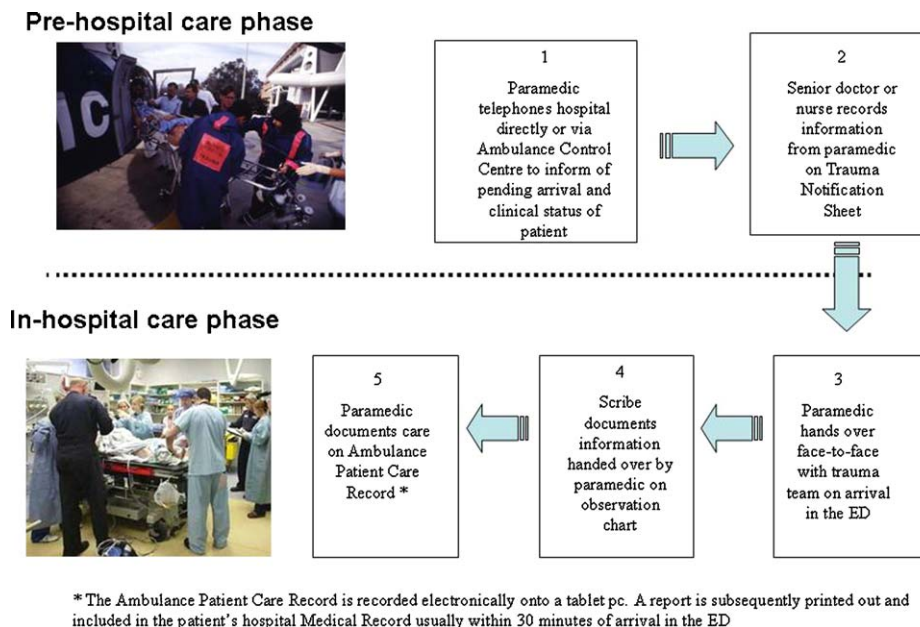 Pre-hospital care phase
1
Paramedic
telephones hospital
directly or via
Ambulance Control
Centre to inform of
pending arrival and
clinical status of
patient
2
Senior doctor or
nurse records
information
from paramedic
on Trauma
Notification
Sheet
In-hospital care phase
3
Paramedic
hands over
face-to-face
with trauma
team on arrival
in the ED
4
Scribe
documents
information
handed over by
paramedic on
observation
chart
5
Paramedic
documents care
on Ambulance
Patient Care
Record *
* The Ambulance Patient Care Record is recorded electronically onto a tablet pc. A report is subsequently printed out and
included in the patient's hospital Medical Record usually within 30 minutes of arrival in the ED